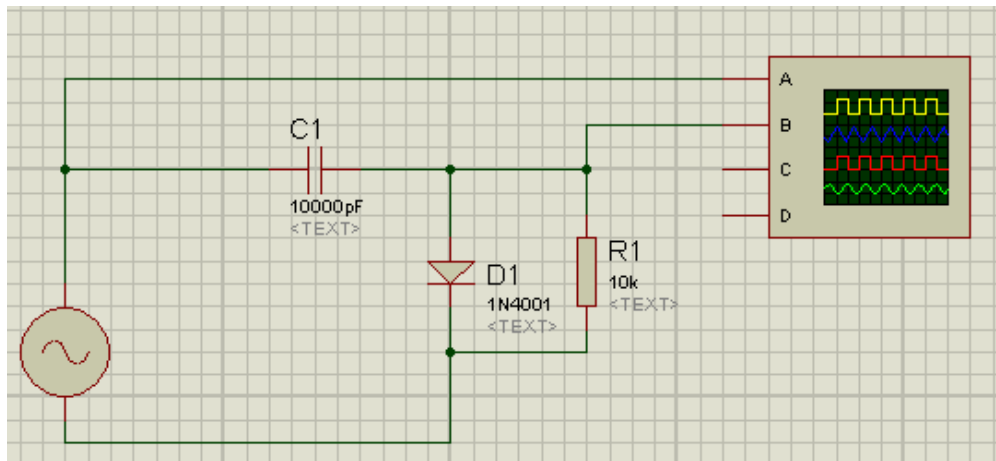 A
B
C
D
C1
10000pF
<TEXT>
D1
1N4001
<TEXT>
R1
10k
<TEXT>